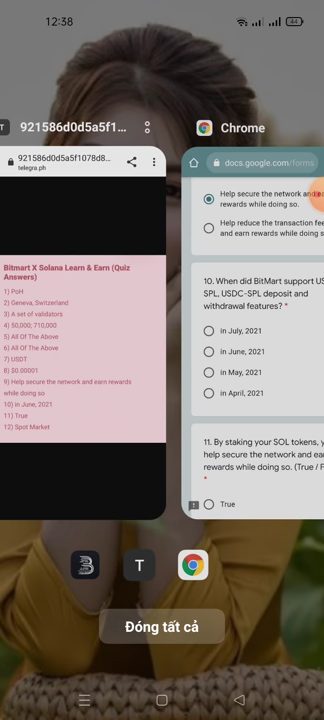 12:38
44
T
921586d0d5a5f1...
Chrome
921586d0d5a5f1078d8...
telegra.ph
docs.google.com/forms
Bitmart X Solana Learn & Earn (Quiz
Answers)
1) PoH
2) Geneva, Switzerland
3) A set of validators
4) 50,000; 710,000
5) All Of The Above
6) All Of The Above
7) USDT
8) $0.00001
9) Help secure the network and earn rewards
while doing so
10) in June, 2021
11) True
12) Spot Market
Help secure the network and
rewards while doing so.
Help reduce the transaction fee
and earn rewards while doing s
10. When did BitMart support US
SPL, USDC-SPL deposit and
withdrawal features? *
in July, 2021
in June, 2021
in May, 2021
in April, 2021
11. By staking your SOL tokens, y
help secure the network and ea
rewards while doing so. (True / F
*
True
T
Đóng tất cả